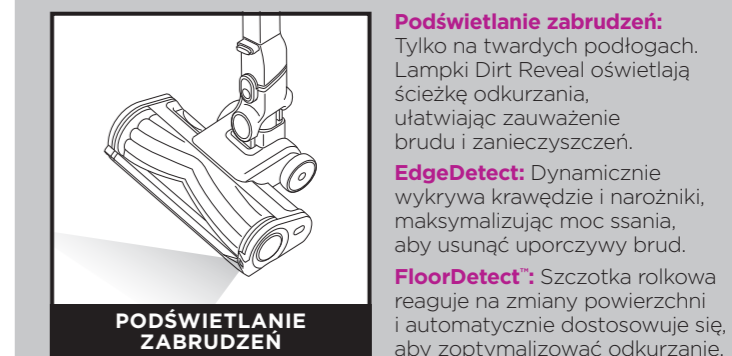 Podświetlanie zabrudzeń:
Tylko na twardych podłogach.
Lampki Dirt Reveal oświetlają
ścieżkę odkurzania,
ułatwiając zauważenie
brudu i zanieczyszczeń.
EdgeDetect: Dynamicznie
wykrywa krawędzie i narożniki,
maksymalizując moc ssania,
aby usunąć uporczywy brud.
FloorDetect™: Szczotka rolkowa
reaguje na zmiany powierzchni
i automatycznie dostosowuje się,
aby zoptymalizować odkurzanie.
PODŚWIETLANIE
ZABRUDZEŃ